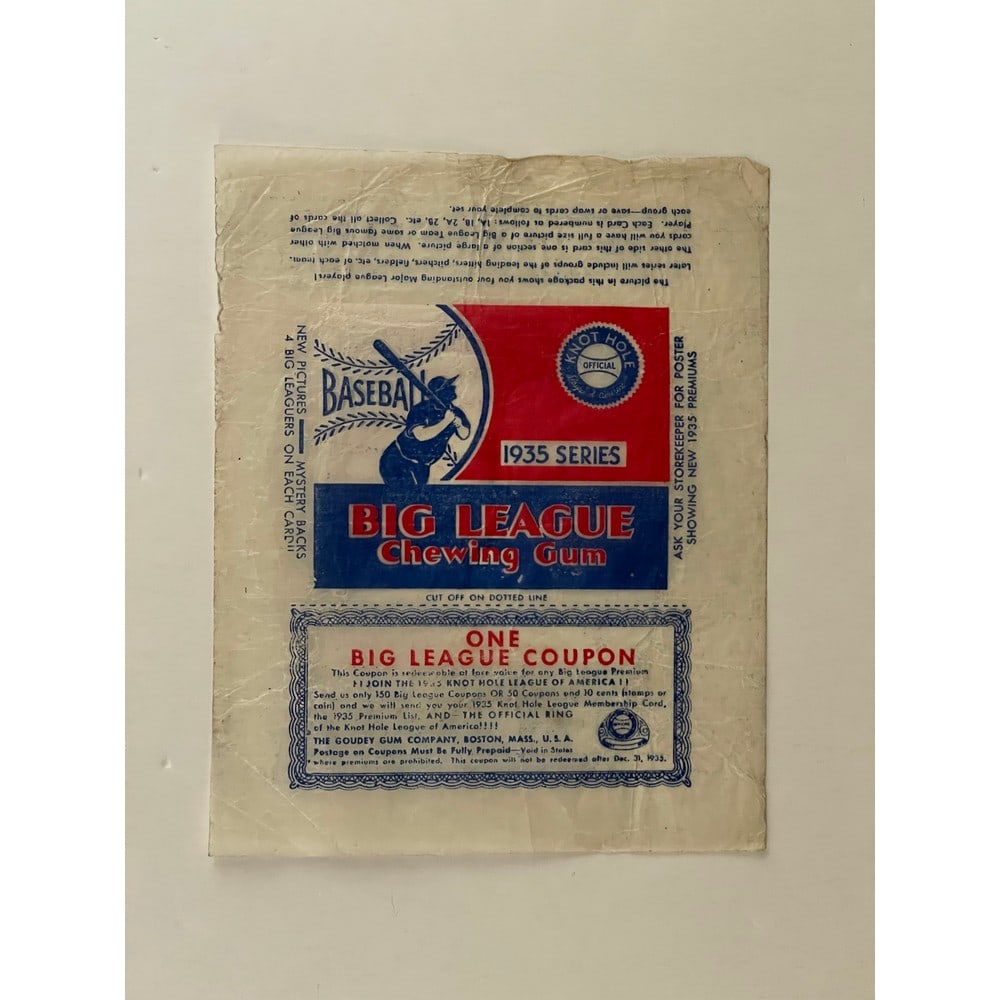 The picture in this package shows you four outstanding Major League players!
Later series will include groups of the leading hitters, pitchers, fielders, etc. of each team.
The other side of this card is one section of a large picture. When matched with other
cards you will have a full size picture of a Big League Team or some famous Big League
Player. Each Card is numbered as follows: 1A, 1B, 2A, 2B, etc. Collect all the cards of
each group—save or swap cards to complete your set.
NEW PICTURES — MYSTERY BACKS
4 BIG LEAGUERS ON EACH CARD!!
BASEBALL
KNOT HOLE
OFFICIAL
League of America
1935 SERIES
ASK YOUR STOREKEEPER FOR POSTER
SHOWING NEW 1935 PREMIUMS
BIG LEAGUE
Chewing Gum
CUT OFF ON DOTTED LINE
ONE
BIG LEAGUE COUPON
This Coupon is redeemable at face value for any Big League Premium
!! JOIN THE 1935 KNOT HOLE LEAGUE OF AMERICA !!
Send us only 150 Big League Coupons OR 50 Coupons and 10 cents (stamps or
coin) and we will send you your 1935 Knot Hole League Membership Card,
the 1935 Premium List, AND—THE OFFICIAL RING
of the Knot Hole League of America!!!!
THE GOUDEY GUM COMPANY, BOSTON, MASS., U. S. A.
Postage on Coupons Must Be Fully Prepaid—Void in States
where premiums are prohibited. This coupon will not be redeemed after Dec. 31, 1935.